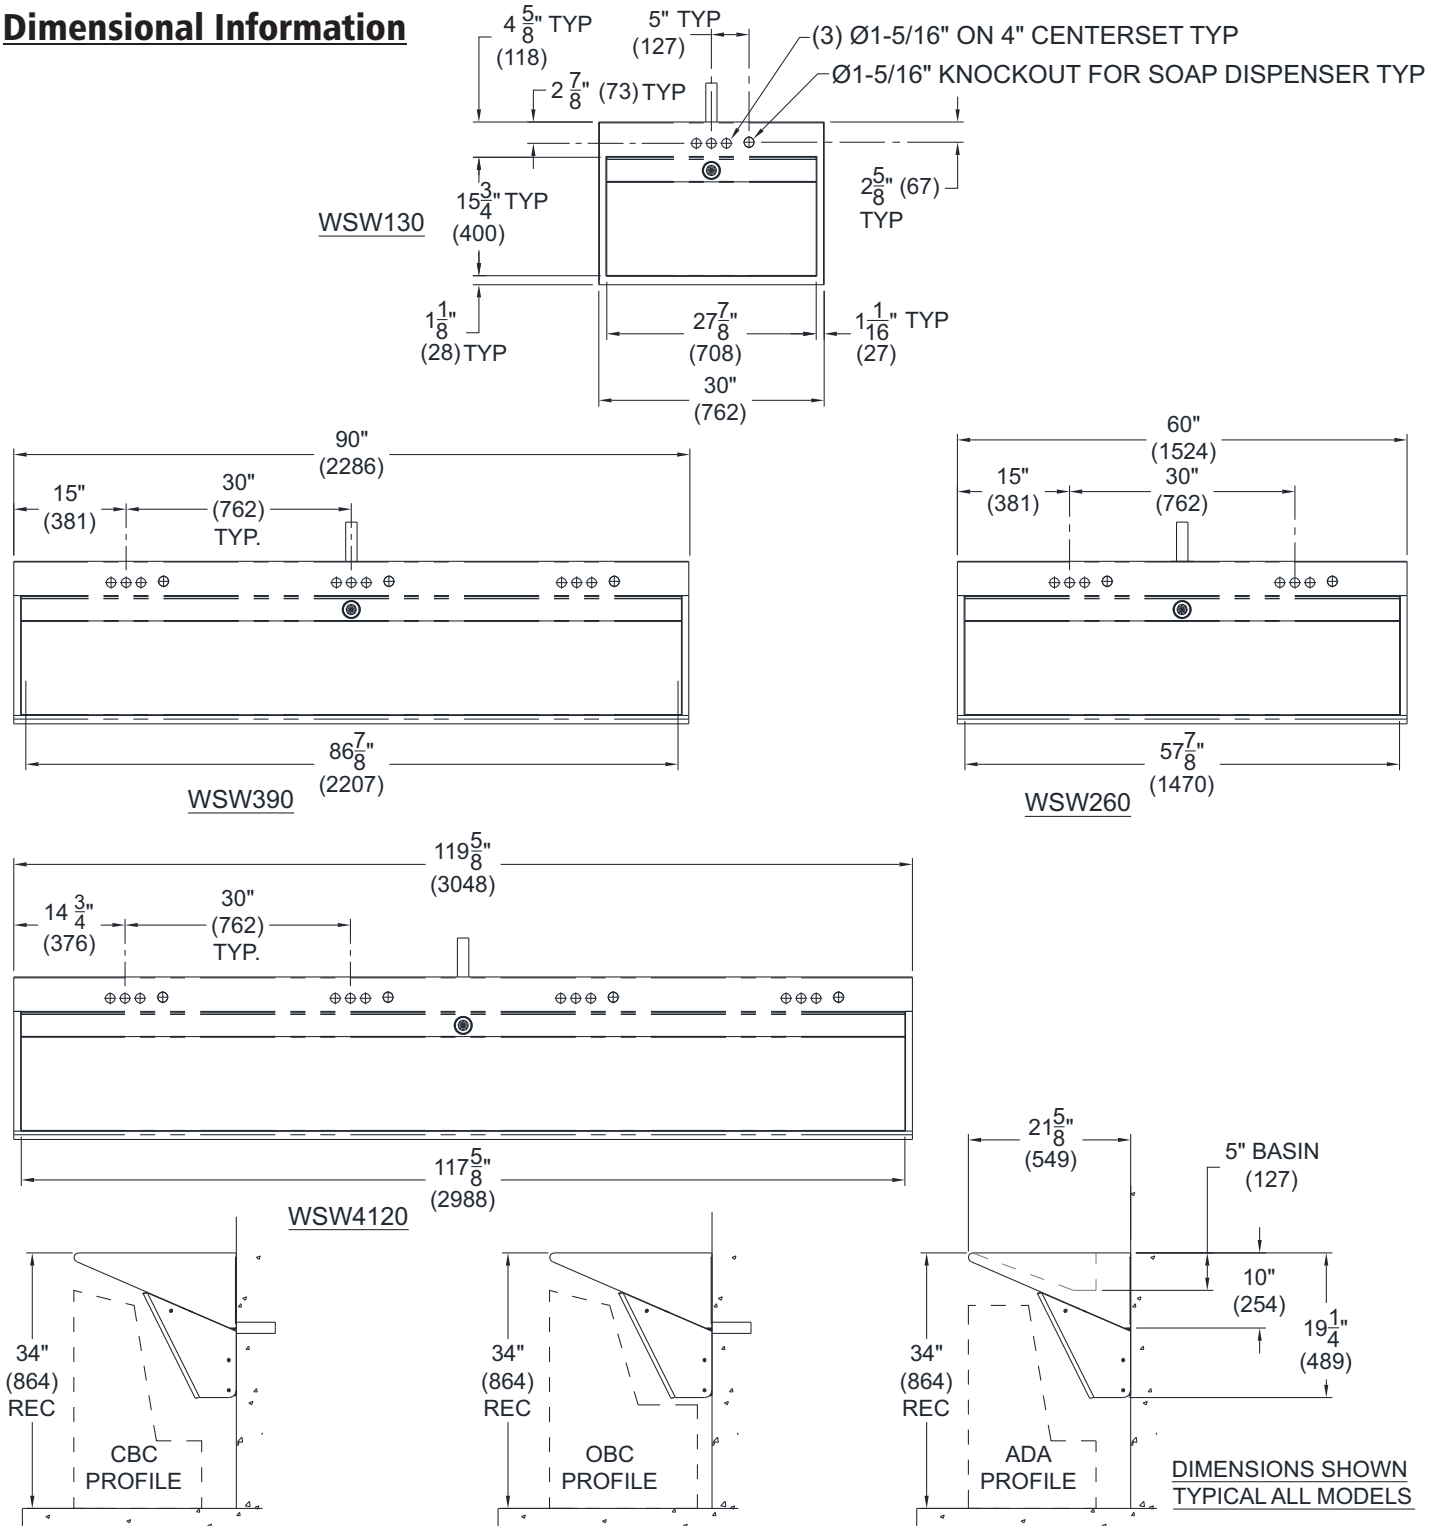 Dimensional Information
4 5/8" TYP
(118)
5" TYP
(127)
(3) Ø1-5/16" ON 4" CENTERSET TYP
Ø1-5/16" KNOCKOUT FOR SOAP DISPENSER TYP
2 7/8" (73) TYP
15 3/4" TYP
(400)
2 5/8" (67)
TYP
WSW130
1 1/8"
(28) TYP
27 7/8"
(708)
1 1/16" TYP
(27)
30"
(762)
90"
(2286)
15"
(381)
30"
(762)
TYP.
86 7/8"
(2207)
WSW390
60"
(1524)
15"
(381)
30"
(762)
57 7/8"
(1470)
WSW260
119 5/8"
(3048)
14 3/4"
(376)
30"
(762)
TYP.
117 5/8"
(2988)
WSW4120
34"
(864)
REC
CBC
PROFILE
34"
(864)
REC
OBC
PROFILE
21 5/8"
(549)
5" BASIN
(127)
10"
(254)
19 1/4"
(489)
34"
(864)
REC
ADA
PROFILE
DIMENSIONS SHOWN
TYPICAL ALL MODELS